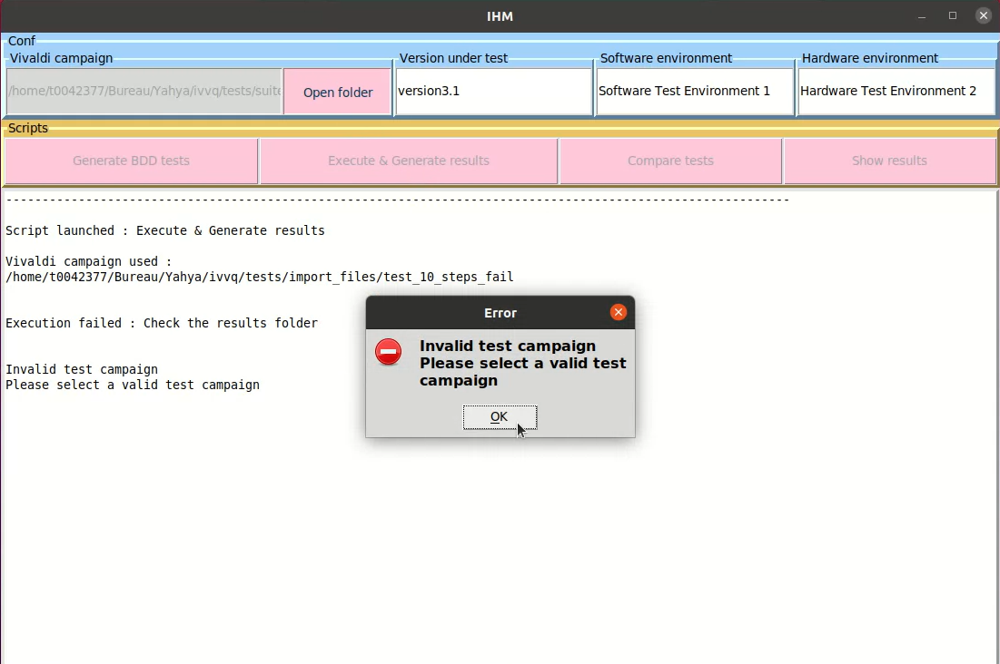 IHM
Conf
Vivaldi campaign
Version under test
Software environment
Hardware environment
/home/t0042377/Bureau/Yahya/ivvq/tests/suite
Open folder
version3.1
Software Test Environment 1
Hardware Test Environment 2
Scripts
Generate BDD tests
Execute & Generate results
Compare tests
Show results
Script launched : Execute & Generate results
Vivaldi campaign used :
/home/t0042377/Bureau/Yahya/ivvq/tests/import_files/test_10_steps_fail
Execution failed : Check the results folder
Invalid test campaign
Please select a valid test campaign
Error
Invalid test campaign
Please select a valid test
campaign
OK